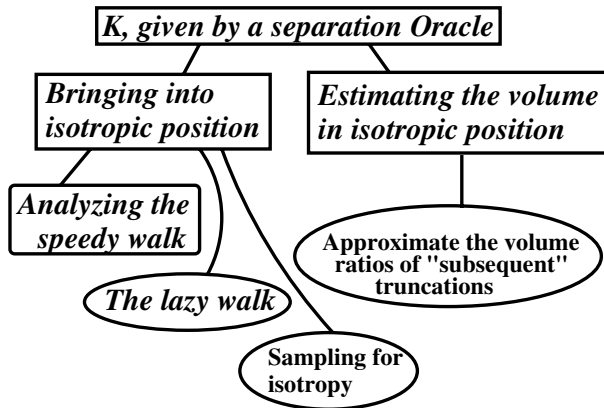 K, given by a separation Oracle
Bringing into
isotropic position
Estimating the volume
in isotropic position
Analyzing the
speedy walk
Approximate the volume
ratios of "subsequent"
truncations
The lazy walk
Sampling for
isotropy